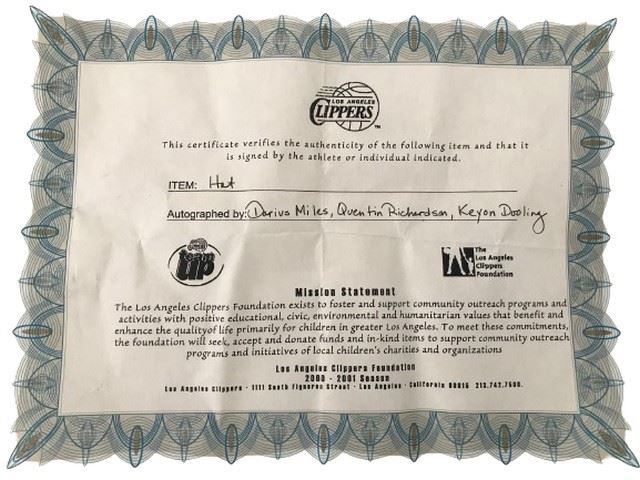 LOS ANGELES
CLIPPERS
TM
This certificate verifies the authenticity of the following item and that it
is signed by the athlete or individual indicated.
ITEM: Hat
Autographed by: Darius Miles, Quentin Richardson, Keyon Dooling
team
up
The
Los Angeles
Clippers
Foundation
Mission Statement
The Los Angeles Clippers Foundation exists to foster and support community outreach programs and
activities with positive educational, civic, environmental and humanitarian values that benefit and
enhance the qualityof life primarily for children in greater Los Angeles. To meet these commitments,
the foundation will seek, accept and donate funds and in-kind items to support community outreach
programs and initiatives of local children's charities and organizations
Los Angeles Clippers Foundation
2000 - 2001 Season
Los Angeles Clippers · 1111 South Figueroa Street · Los Angeles · California 90015 213.742.7500.